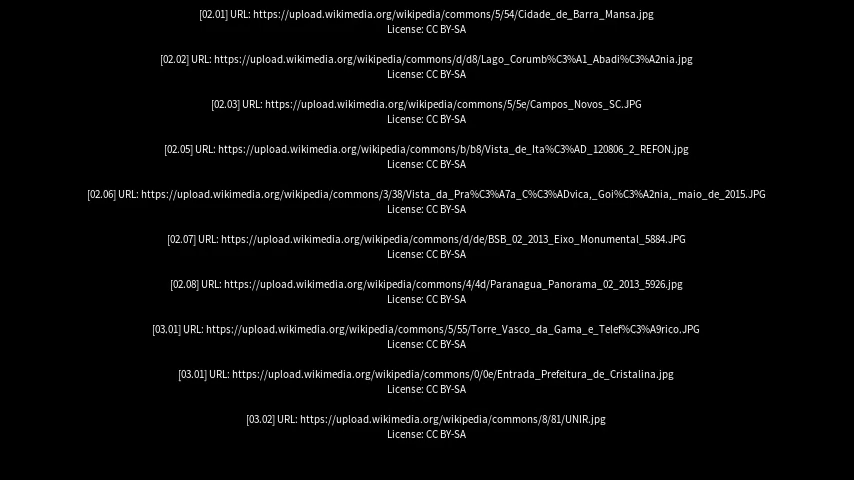 [02.01] URL: https://upload.wikimedia.org/wikipedia/commons/5/54/Cidade_de_Barra_Mansa.jpg
License: CC BY-SA
[02.02] URL: https://upload.wikimedia.org/wikipedia/commons/d/d8/Lago_Corumb%C3%A1_Abadi%C3%A2nia.jpg
License: CC BY-SA
[02.03] URL: https://upload.wikimedia.org/wikipedia/commons/5/5e/Campos_Novos_SC.JPG
License: CC BY-SA
[02.05] URL: https://upload.wikimedia.org/wikipedia/commons/b/b8/Vista_de_Ita%C3%AD_120806_2_REFON.jpg
License: CC BY-SA
[02.06] URL: https://upload.wikimedia.org/wikipedia/commons/3/38/Vista_da_Pra%C3%A7a_C%C3%ADvica,_Goi%C3%A2nia,_maio_de_2015.JPG
License: CC BY-SA
[02.07] URL: https://upload.wikimedia.org/wikipedia/commons/d/de/BSB_02_2013_Eixo_Monumental_5884.JPG
License: CC BY-SA
[02.08] URL: https://upload.wikimedia.org/wikipedia/commons/4/4d/Paranagua_Panorama_02_2013_5926.jpg
License: CC BY-SA
[03.01] URL: https://upload.wikimedia.org/wikipedia/commons/5/55/Torre_Vasco_da_Gama_e_Telef%C3%A9rico.JPG
License: CC BY-SA
[03.01] URL: https://upload.wikimedia.org/wikipedia/commons/0/0e/Entrada_Prefeitura_de_Cristalina.jpg
License: CC BY-SA
[03.02] URL: https://upload.wikimedia.org/wikipedia/commons/8/81/UNIR.jpg
License: CC BY-SA